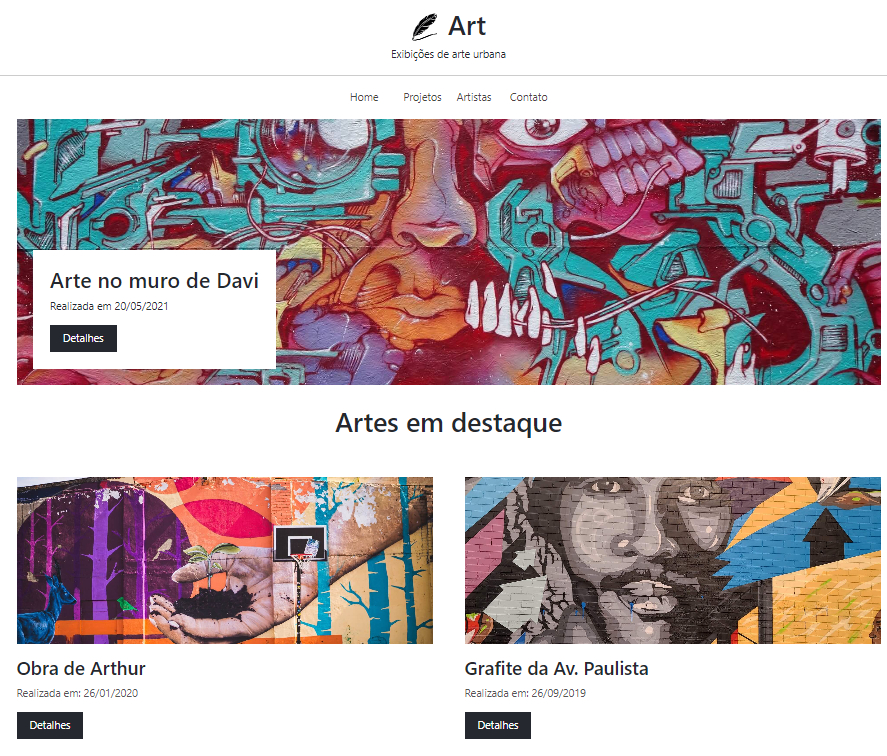 Art
Exibições de arte urbana
Home Projetos Artistas Contato
Arte no muro de Davi
Realizada em 20/05/2021
Detalhes
Artes em destaque
Obra de Arthur
Realizada em: 26/01/2020
Detalhes
Grafite da Av. Paulista
Realizada em: 26/09/2019
Detalhes